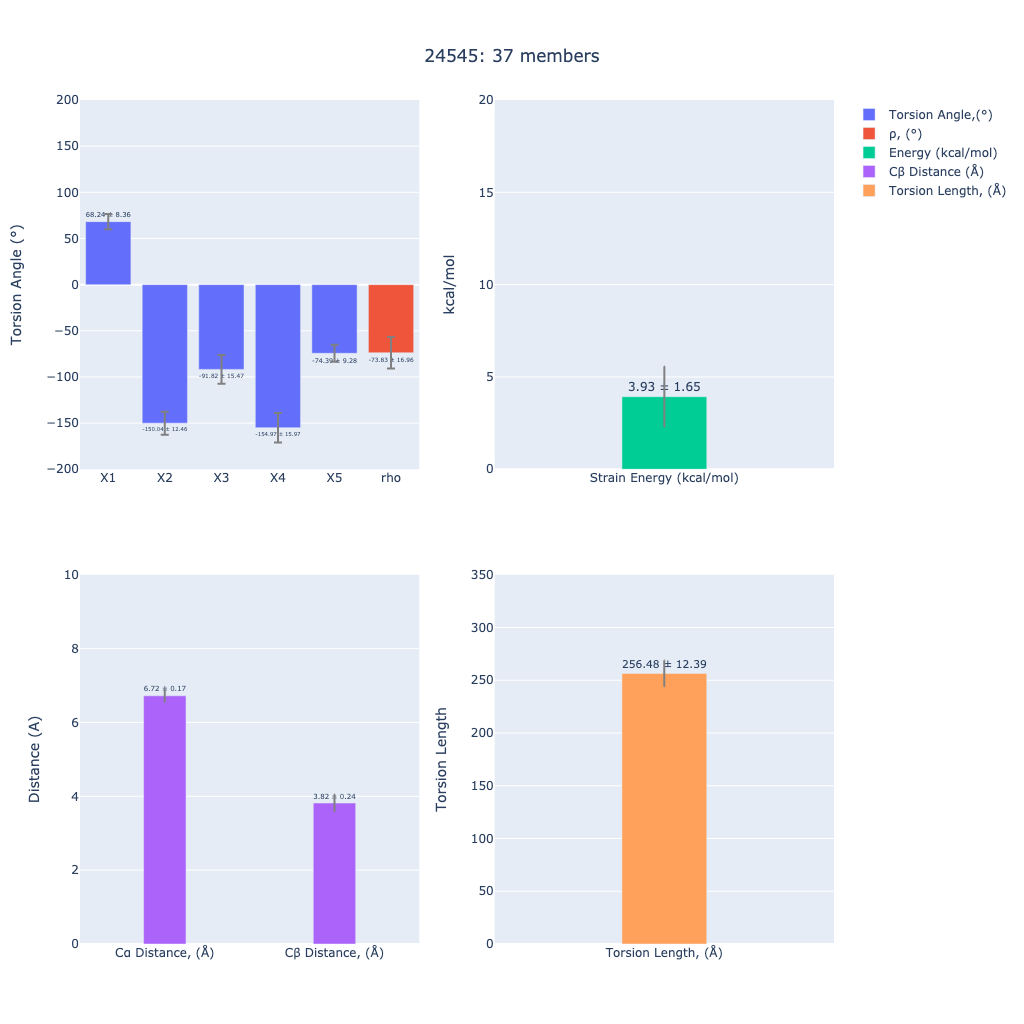 24545: 37 members
Torsion Angle (°)
200
150
100
50
0
−50
−100
−150
−200
68.24 ± 8.36
-150.04 ± 12.46
-91.82 ± 15.47
-154.97 ± 15.97
-74.39 ± 9.28
-73.83 ± 16.96
X1
X2
X3
X4
X5
rho
kcal/mol
20
15
10
5
0
3.93 ± 1.65
Strain Energy (kcal/mol)
Torsion Angle,(°)
ρ, (°)
Energy (kcal/mol)
Cβ Distance (Å)
Torsion Length, (Å)
Distance (A)
10
8
6
4
2
0
6.72 ± 0.17
3.82 ± 0.24
Cα Distance, (Å)
Cβ Distance, (Å)
Torsion Length
350
300
250
200
150
100
50
0
256.48 ± 12.39
Torsion Length, (Å)